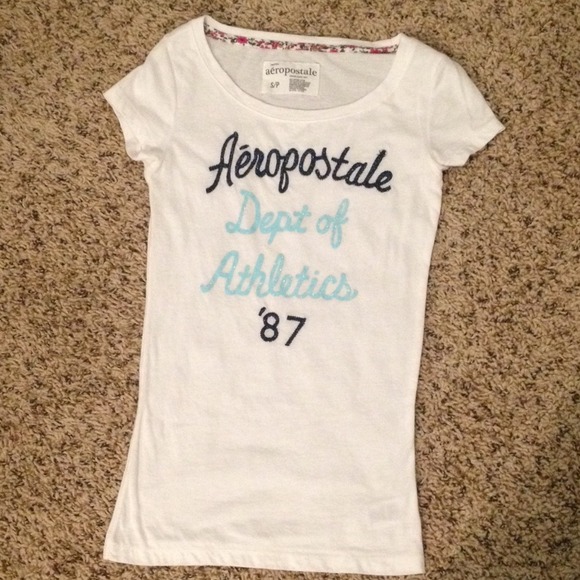 aéropostale
S/P
Aéropostale
Dept of
Athletics
'87